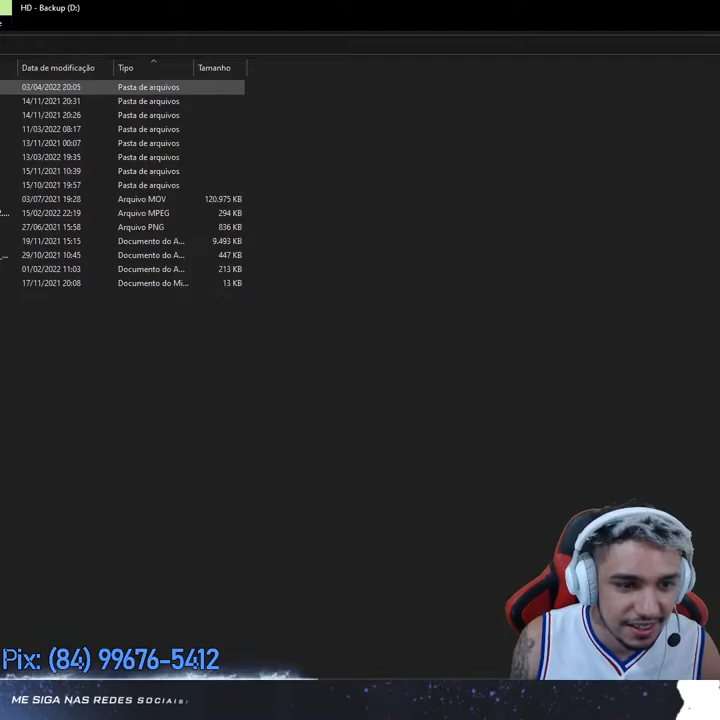 HD - Backup (D:)
Data de modificação Tipo Tamanho
03/04/2022 20:05 Pasta de arquivos
14/11/2021 20:31 Pasta de arquivos
14/11/2021 20:26 Pasta de arquivos
11/03/2022 08:17 Pasta de arquivos
13/11/2021 00:07 Pasta de arquivos
13/03/2022 19:35 Pasta de arquivos
15/11/2021 10:39 Pasta de arquivos
15/10/2021 19:57 Pasta de arquivos
03/07/2021 19:28 Arquivo MOV 120.975 KB
15/02/2022 22:19 Arquivo MPEG 294 KB
27/06/2021 15:58 Arquivo PNG 836 KB
19/11/2021 15:15 Documento do A... 9.493 KB
29/10/2021 10:45 Documento do A... 447 KB
01/02/2022 11:03 Documento do A... 213 KB
17/11/2021 20:08 Documento do Mi... 13 KB
Pix: (84) 99676-5412
ME SIGA NAS REDES SOCIAIS: